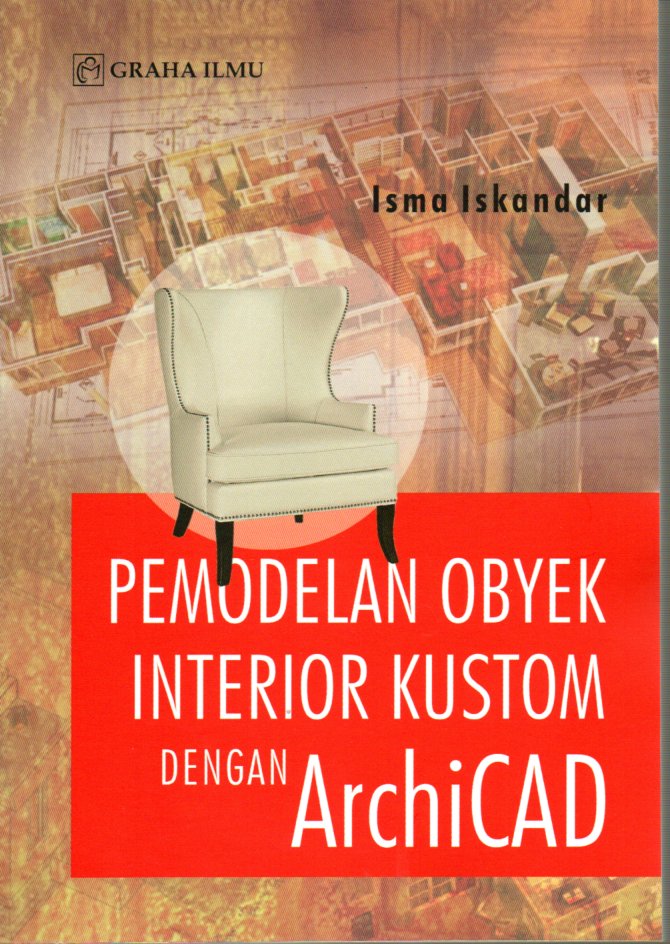 GRAHA ILMU
Isma Iskandar
PEMODELAN OBYEK
INTERIOR KUSTOM
DENGAN ArchiCAD